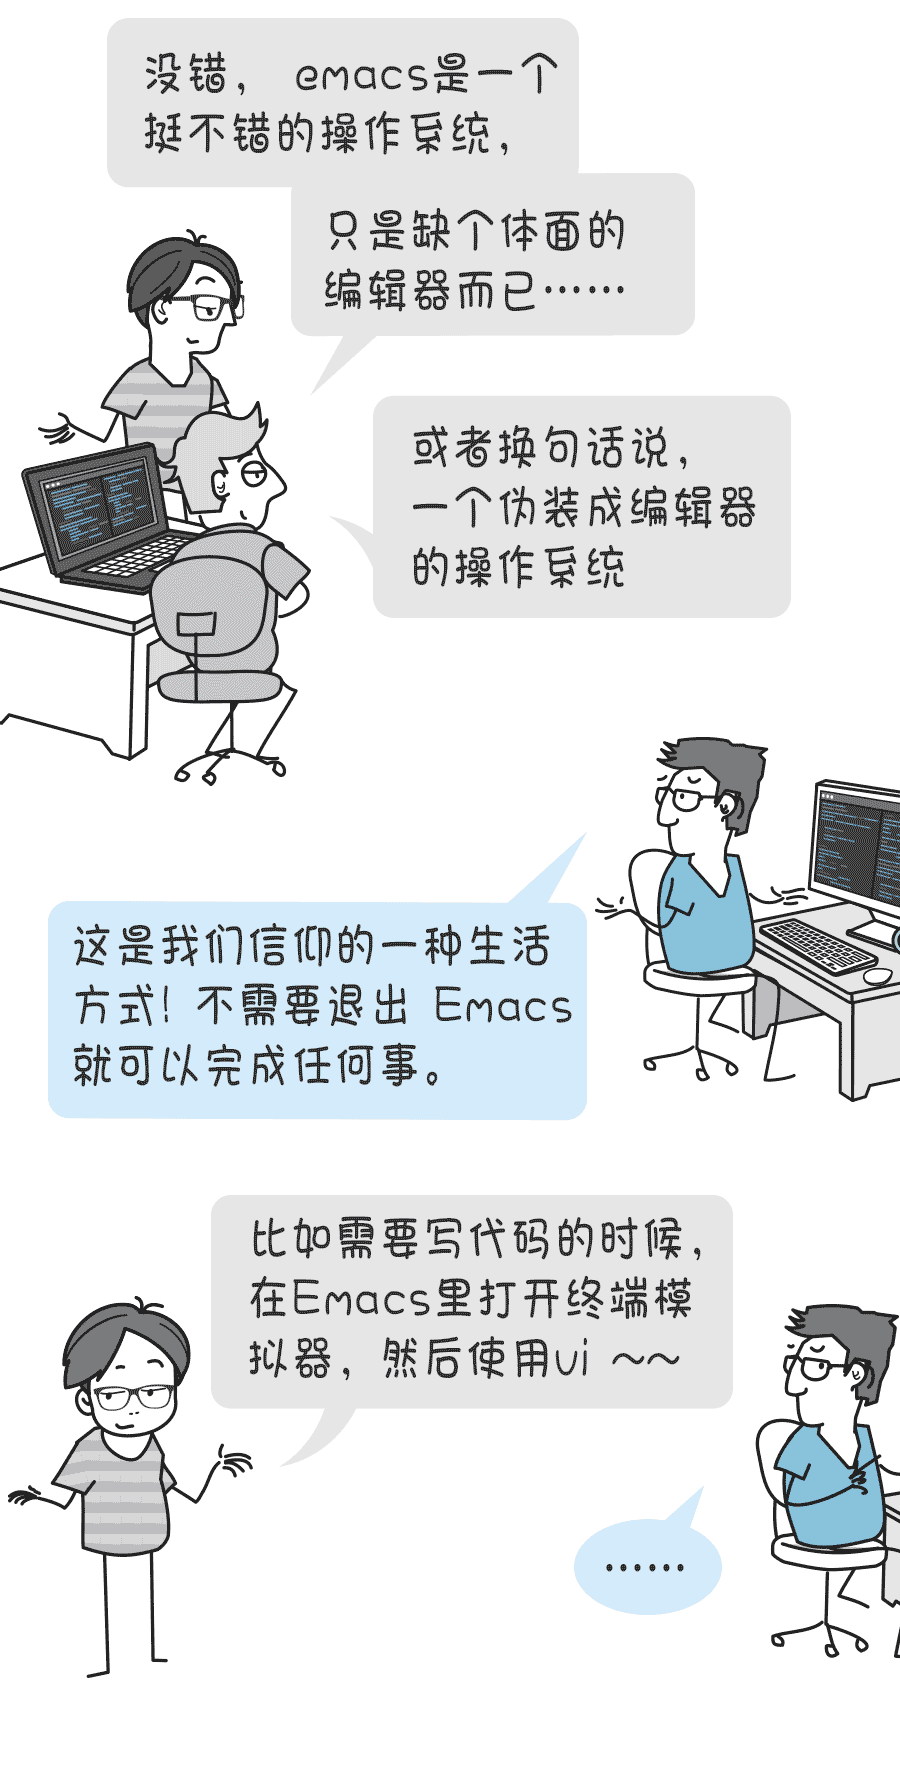 没错， emacs是一个
挺不错的操作系统，
只是缺个体面的
编辑器而已……
或者换句话说，
一个伪装成编辑器
的操作系统
这是我们信仰的一种生活
方式！不需要退出 Emacs
就可以完成任何事。
比如需要写代码的时候，
在Emacs里打开终端模
拟器，然后使用ui ~~
……